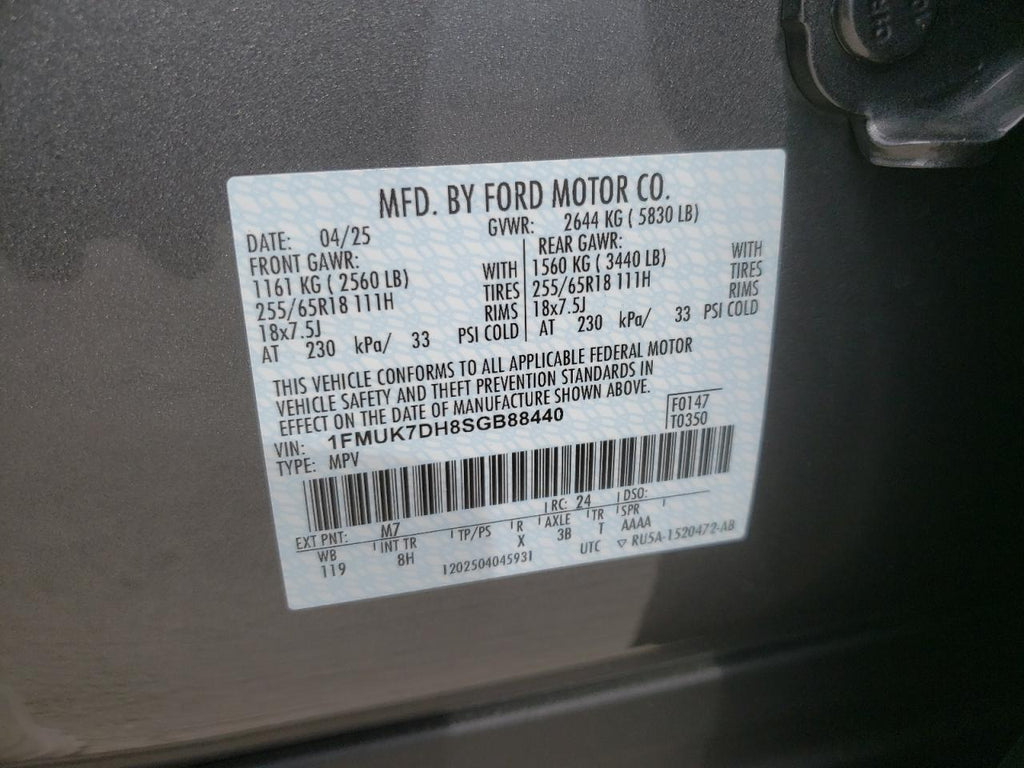 MFD. BY FORD MOTOR CO.
DATE: 04/25 GVWR: 2644 KG ( 5830 LB)
FRONT GAWR: REAR GAWR:
1161 KG ( 2560 LB) WITH 1560 KG ( 3440 LB) WITH
255/65R18 111H TIRES 255/65R18 111H TIRES
18x7.5J RIMS 18x7.5J RIMS
AT 230 kPa/ 33 PSI COLD AT 230 kPa/ 33 PSI COLD
THIS VEHICLE CONFORMS TO ALL APPLICABLE FEDERAL MOTOR
VEHICLE SAFETY AND THEFT PREVENTION STANDARDS IN
EFFECT ON THE DATE OF MANUFACTURE SHOWN ABOVE.
VIN: 1FMUK7DH8SGB88440 F0147
TYPE: MPV T0350
EXT PNT: M7 RC: 24 DSO:
WB INT TR TP/PS R AXLE TR SPR
119 8H X 3B T AAAA
1202504045931 UTC ▽ RU5A-1520472-AB